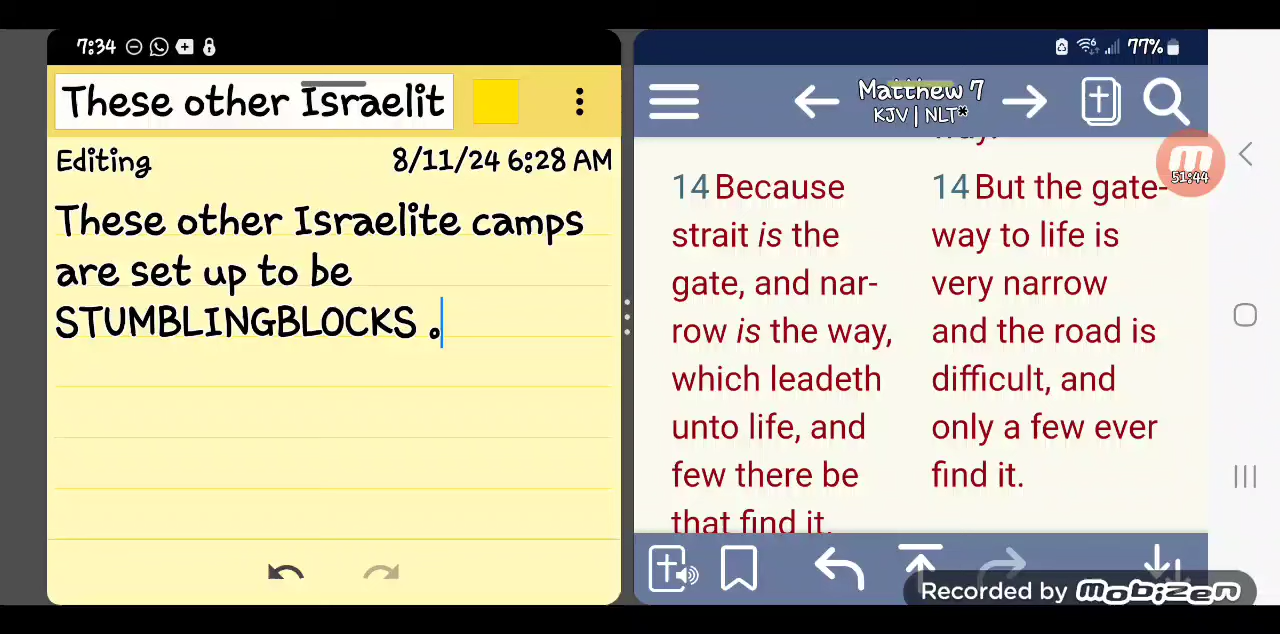 7:34
77%
These other Israelit
Editing
8/11/24 6:28 AM
These other Israelite camps
are set up to be
STUMBLINGBLOCKS .
Matthew 7
KJV | NLT*
way.
14 Because
strait is the
gate, and nar-
row is the way,
which leadeth
unto life, and
few there be
that find it.
14 But the gate-
way to life is
very narrow
and the road is
difficult, and
only a few ever
find it.
51:44
Recorded by MOBIZEN